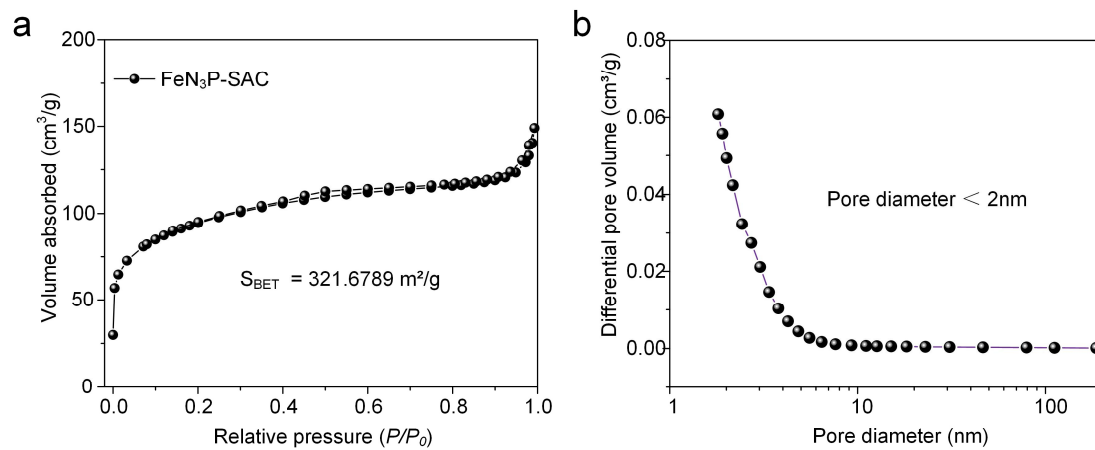 a
200
150
100
50
0
Volume absorbed (cm³/g)
FeN₃P-SAC
S_BET = 321.6789 m²/g
0.0 0.2 0.4 0.6 0.8 1.0
Relative pressure (P/P₀)
b
0.08
0.06
0.04
0.02
0.00
Differential pore volume (cm³/g)
Pore diameter < 2nm
1 10 100
Pore diameter (nm)